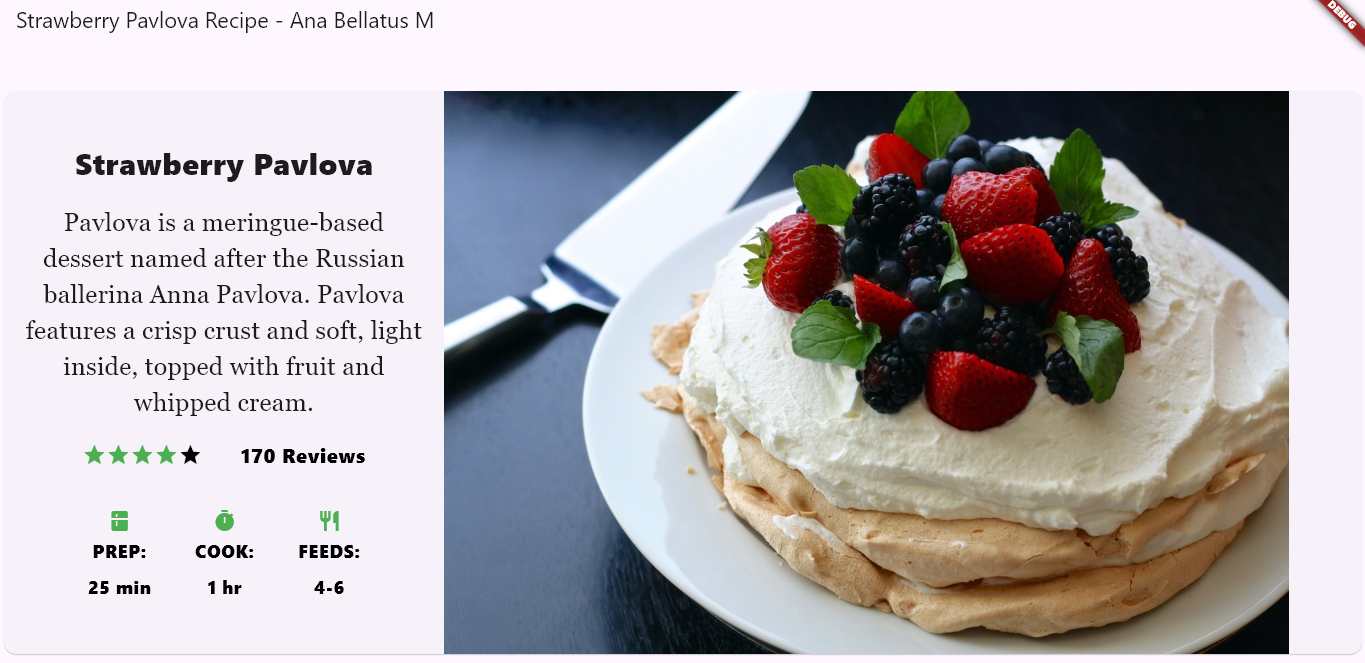 Strawberry Pavlova Recipe - Ana Bellatus M
DEBUG
Strawberry Pavlova
Pavlova is a meringue-based
dessert named after the Russian
ballerina Anna Pavlova. Pavlova
features a crisp crust and soft, light
inside, topped with fruit and
whipped cream.
170 Reviews
PREP: COOK: FEEDS:
25 min 1 hr 4-6